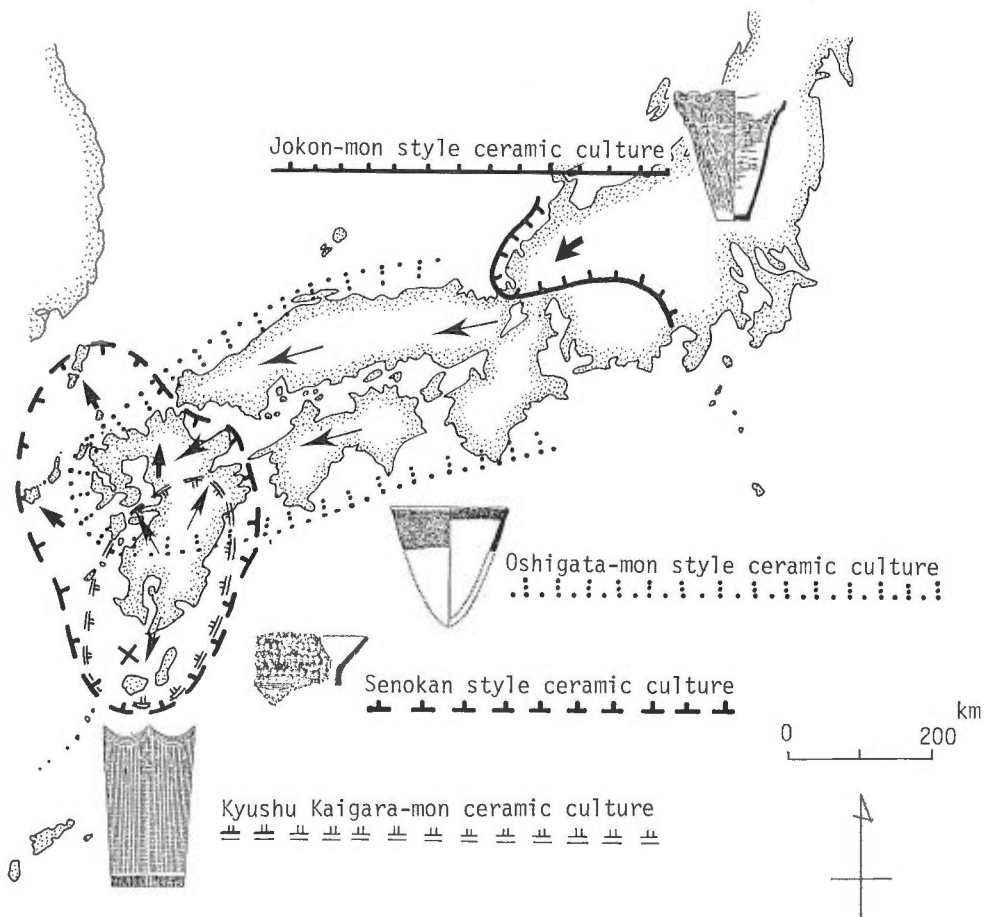 Jokon-mon style ceramic culture
Oshigata-mon style ceramic culture
Senokan style ceramic culture
km
0 200
Kyushu Kaigara-mon ceramic culture